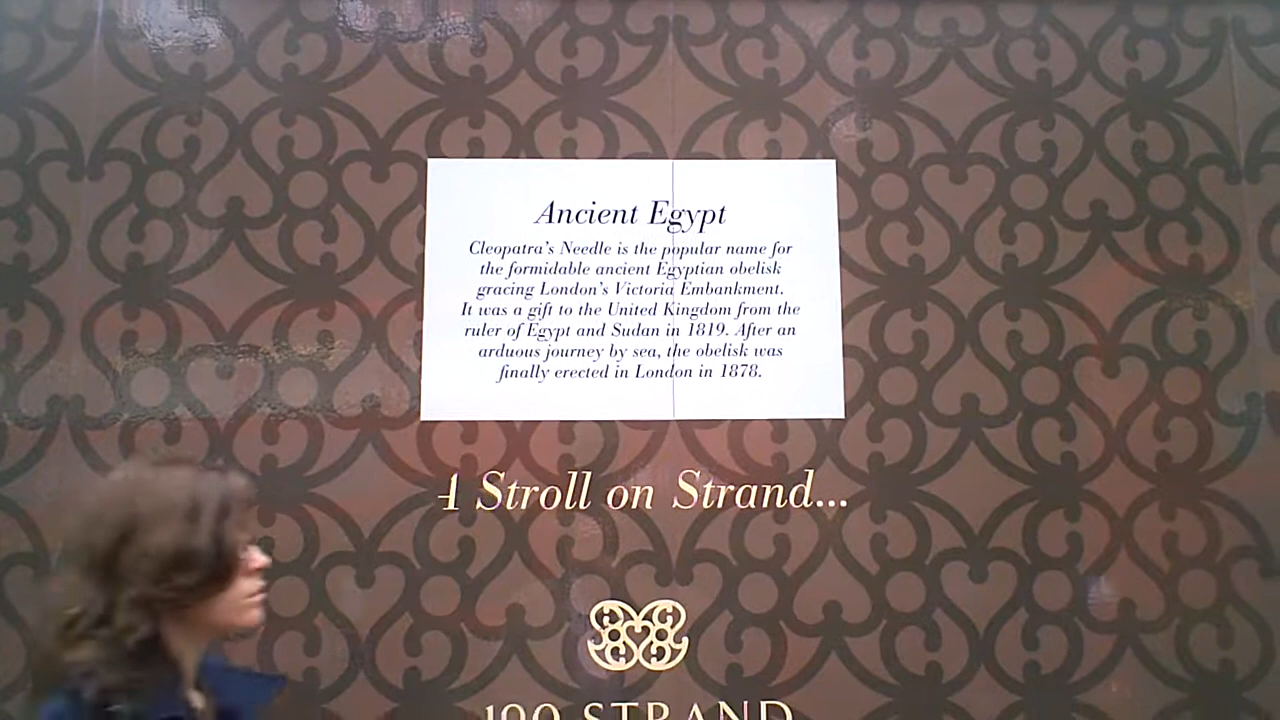 Ancient Egypt
Cleopatra's Needle is the popular name for
the formidable ancient Egyptian obelisk
gracing London's Victoria Embankment.
It was a gift to the United Kingdom from the
ruler of Egypt and Sudan in 1819. After an
arduous journey by sea, the obelisk was
finally erected in London in 1878.
A Stroll on Strand...
190 STRAND